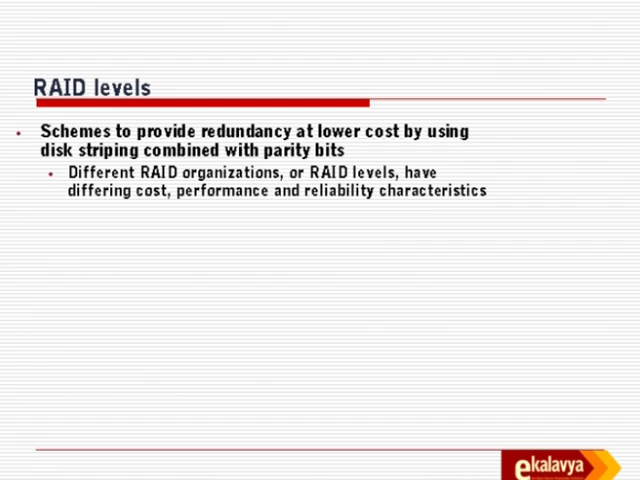 RAID levels
Schemes to provide redundancy at lower cost by using
disk striping combined with parity bits
Different RAID organizations, or RAID levels, have
differing cost, performance and reliability characteristics
ekalavya